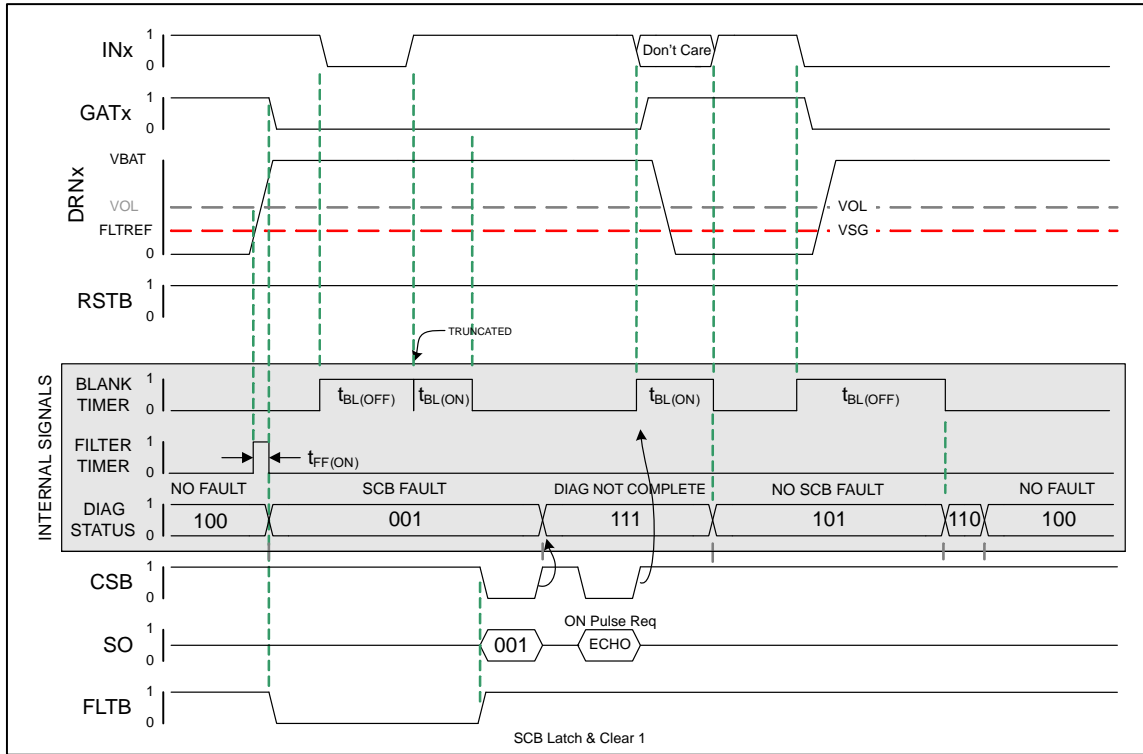 INx
1
0
Don't Care
GATx
1
0
DRNx
VBAT
VOL
FLTREF
0
VOL
VSG
RSTB
1
0
TRUNCATED
INTERNAL SIGNALS
BLANK TIMER
1
0
tBL(OFF)
tBL(ON)
tBL(ON)
tBL(OFF)
FILTER TIMER
1
0
tFF(ON)
NO FAULT
SCB FAULT
DIAG NOT COMPLETE
NO SCB FAULT
NO FAULT
DIAG STATUS
1
0
100
001
111
101
110
100
CSB
1
0
ON Pulse Req
SO
1
0
001
ECHO
FLTB
1
0
SCB Latch & Clear 1